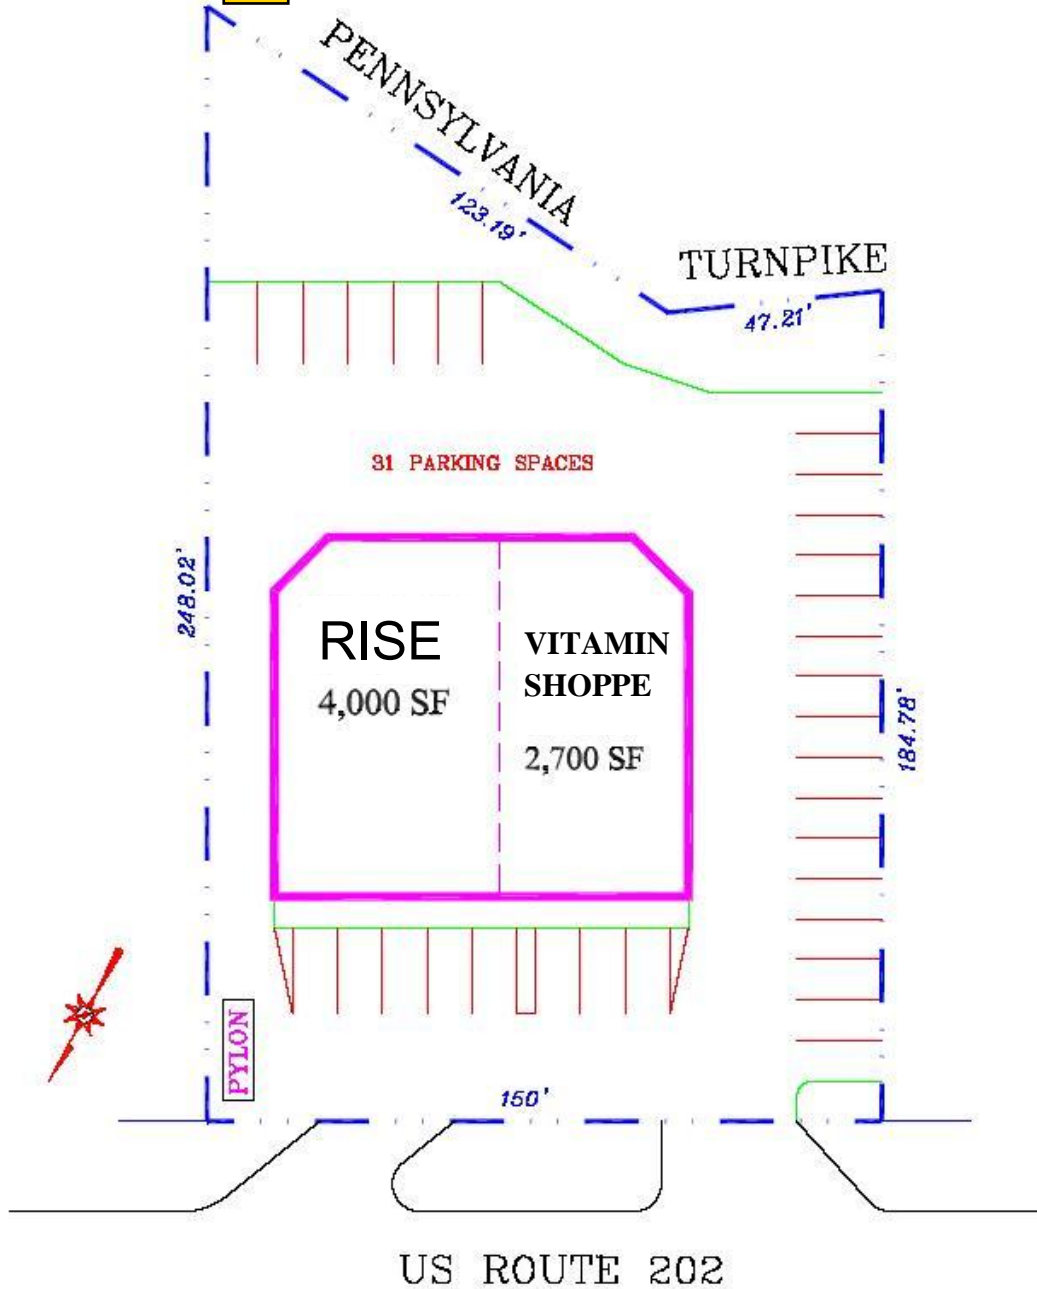 PENNSYLVANIA
123.19'
TURNPIKE
47.21'
31 PARKING SPACES
248.02'
RISE
4,000 SF
VITAMIN
SHOPPE
2,700 SF
184.78'
PYLON
150'
US ROUTE 202